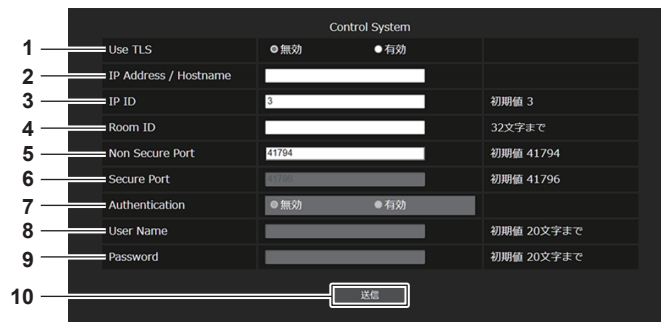 Control System
1 Use TLS 無効 有効
2 IP Address / Hostname
3 IP ID 3 初期値 3
4 Room ID 32文字まで
5 Non Secure Port 41794 初期値 41794
6 Secure Port 41796 初期値 41796
7 Authentication 無効 有効
8 User Name 初期値 20文字まで
9 Password 初期値 20文字まで
10 送信